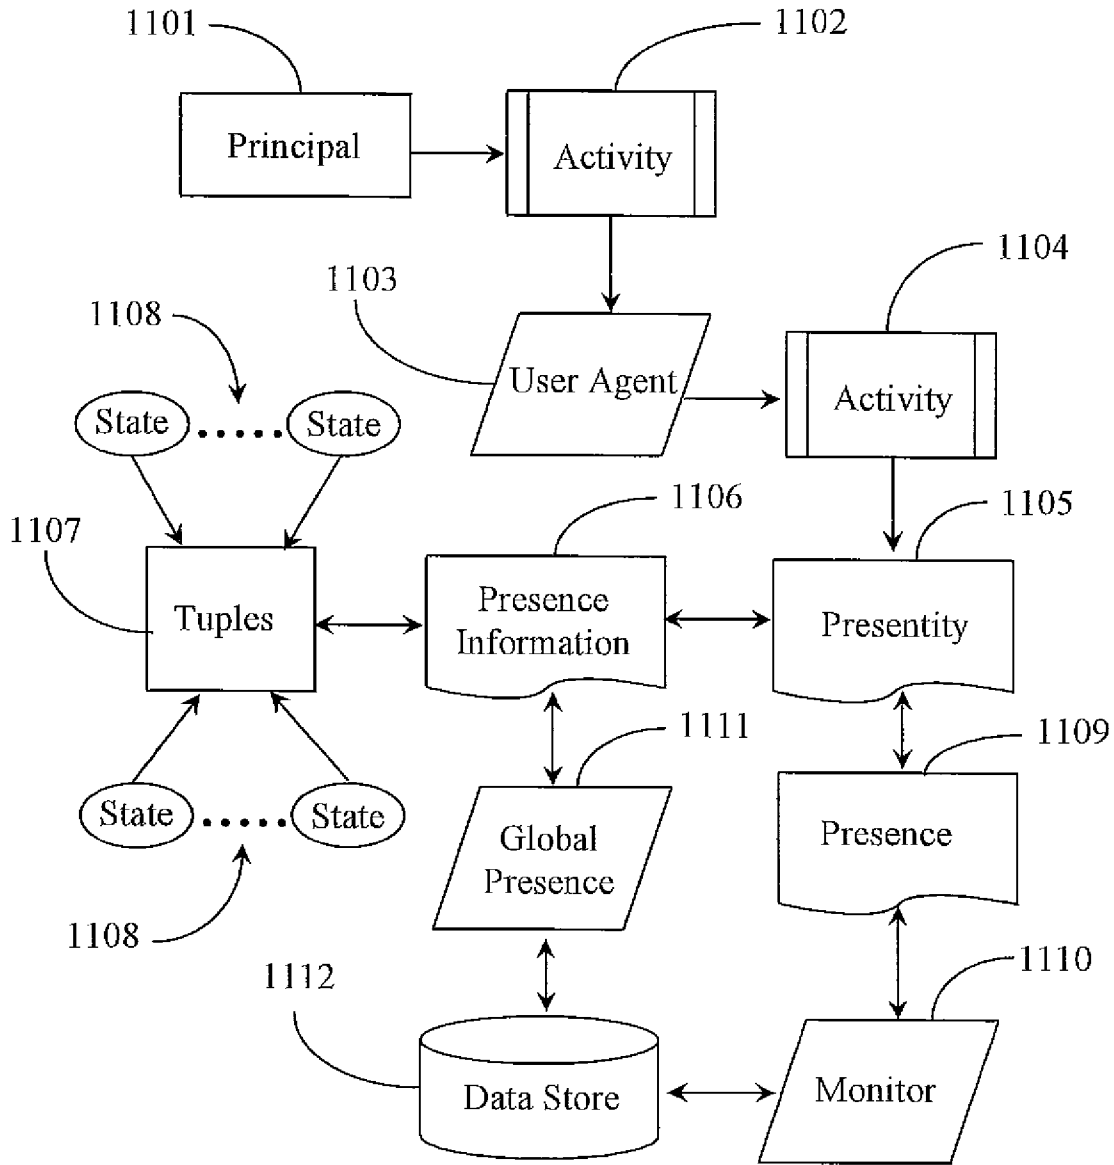 1101
1102
Principal
Activity
1104
1103
1108
User Agent
Activity
State
State
1106
1105
1107
Presence
Information
Tuples
Presentity
1111
1109
State
State
Global
Presence
Presence
1108
1112
1110
Data Store
Monitor